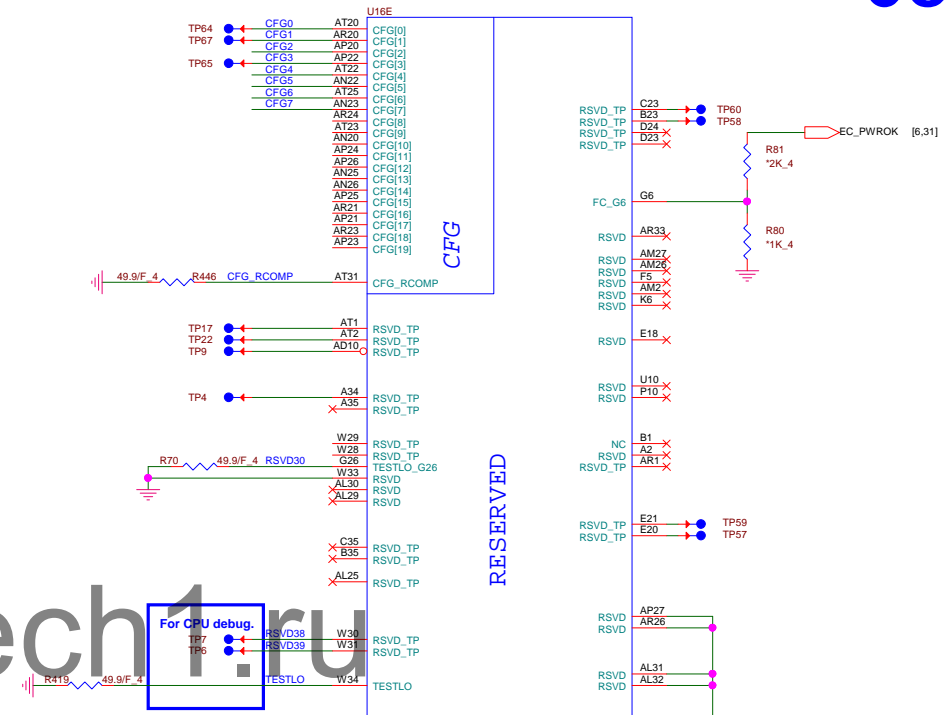 U16E
TP64 CFG0 AT20 CFG[0]
TP67 CFG1 AR20 CFG[1]
CFG2 AP20 CFG[2]
TP65 CFG3 AP22 CFG[3]
CFG4 AT22 CFG[4]
CFG5 AN22 CFG[5]
CFG6 AT25 CFG[6]
CFG7 AN23 CFG[7]
AR24 CFG[8]
AT23 CFG[9]
AN20 CFG[10]
AP24 CFG[11]
AP26 CFG[12]
AN25 CFG[13]
AN26 CFG[14]
AP25 CFG[15]
AR21 CFG[16]
AP21 CFG[17]
AR23 CFG[18]
AP23 CFG[19]
CFG
49.9/F_4 R446 CFG_RCOMP AT31 CFG_RCOMP
TP17 AT1 RSVD_TP
TP22 AT2 RSVD_TP
TP9 AD10 RSVD_TP
TP4 A34 RSVD_TP
A35 RSVD_TP
W29 RSVD_TP
W28 RSVD_TP
R70 49.9/F_4 RSVD30 G26 TESTLO_G26
W33 RSVD
AL30 RSVD
AL29 RSVD
C35 RSVD_TP
B35 RSVD_TP
AL25 RSVD_TP
For CPU debug.
TP7 RSVD38 W30 RSVD_TP
TP6 RSVD39 W31 RSVD_TP
R419 49.9/F_4 TESTLO W34 TESTLO
RESERVED
RSVD_TP C23 TP60
RSVD_TP B23 TP58
RSVD_TP D24
RSVD_TP D23
EC_PWROK [6,31]
R81
*2K_4
FC_G6 G6
R80
*1K_4
RSVD AR33
RSVD AM27
RSVD AM26
RSVD F5
RSVD AM2
RSVD K6
RSVD E18
RSVD U10
RSVD P10
NC B1
RSVD A2
RSVD_TP AR1
RSVD_TP E21 TP59
RSVD_TP E20 TP57
RSVD AP27
RSVD AR26
RSVD AL31
RSVD AL32
ech1.ru